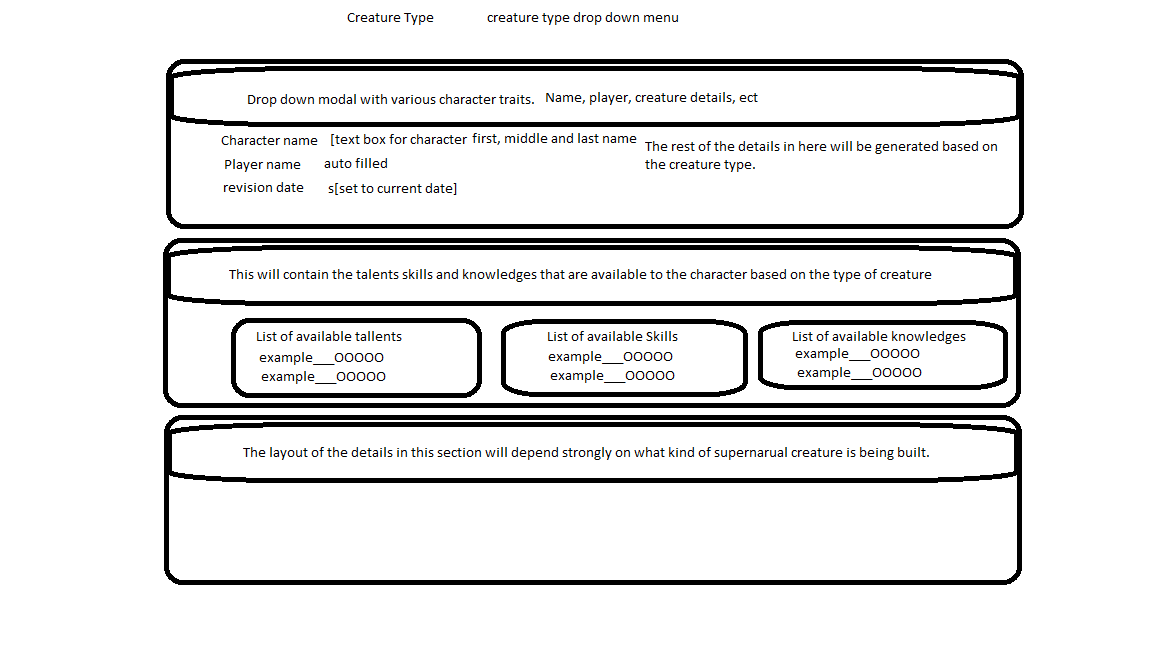 Creature Type creature type drop down menu
Drop down modal with various character traits. Name, player, creature details, ect
Character name [text box for character first, middle and last name
Player name auto filled
revision date s[set to current date]
The rest of the details in here will be generated based on
the creature type.
This will contain the talents skills and knowledges that are available to the character based on the type of creature
List of available tallents
example___OOOOO
example___OOOOO
List of available Skills
example___OOOOO
example___OOOOO
List of available knowledges
example___OOOOO
example___OOOOO
The layout of the details in this section will depend strongly on what kind of supernarual creature is being built.